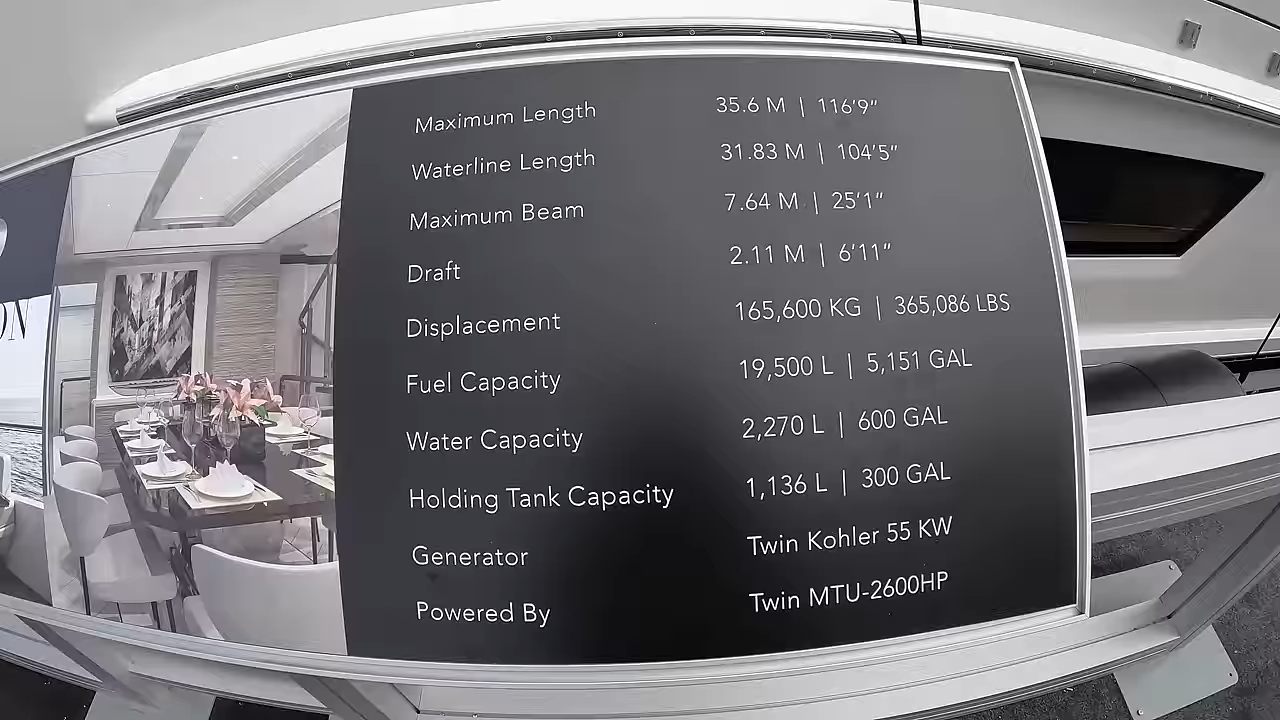 Maximum Length 35.6 M | 116'9"
Waterline Length 31.83 M | 104'5"
Maximum Beam 7.64 M | 25'1"
Draft 2.11 M | 6'11"
Displacement 165,600 KG | 365,086 LBS
Fuel Capacity 19,500 L | 5,151 GAL
Water Capacity 2,270 L | 600 GAL
Holding Tank Capacity 1,136 L | 300 GAL
Generator Twin Kohler 55 KW
Powered By Twin MTU-2600HP